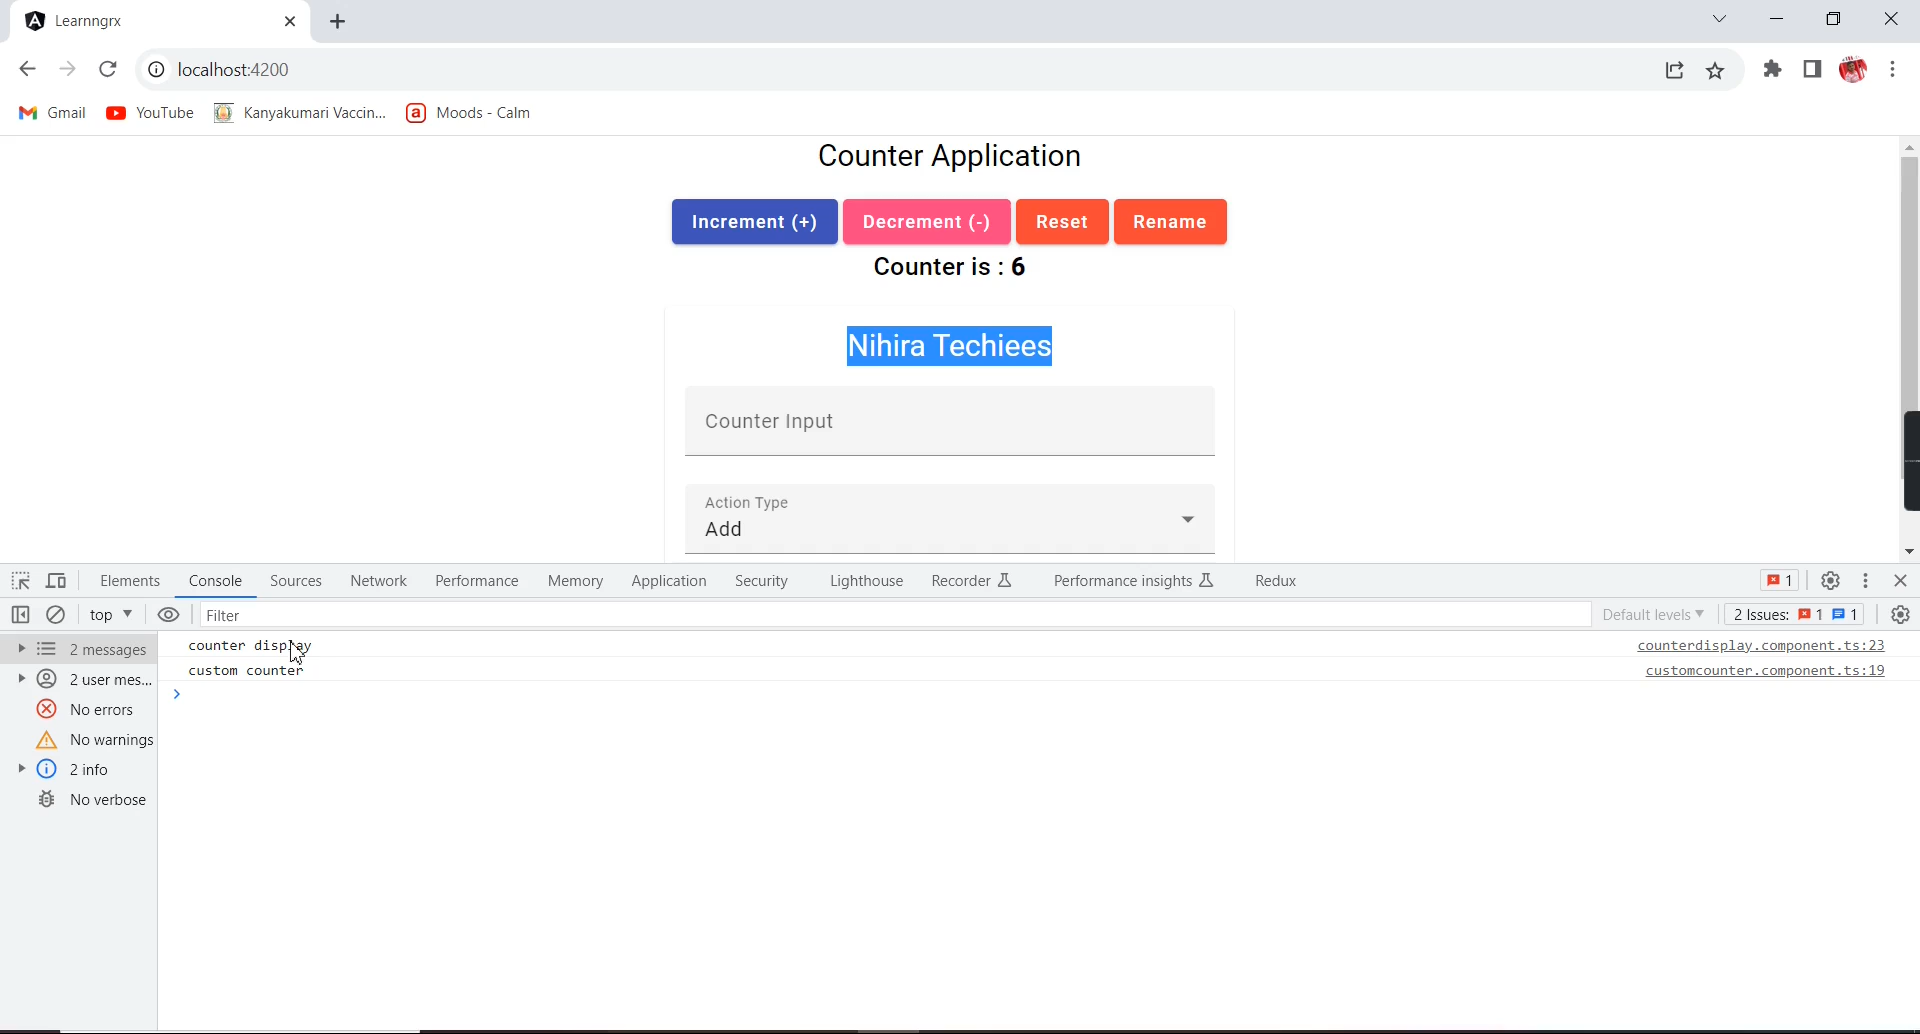 Learnngrx
localhost:4200
Gmail YouTube Kanyakumari Vaccin... Moods - Calm
Counter Application
Increment (+) Decrement (-) Reset Rename
Counter is : 6
Nihira Techiees
Counter Input
Action Type
Add
Elements Console Sources Network Performance Memory Application Security Lighthouse Recorder Performance insights Redux 1
top Filter Default levels 2 Issues: 1 1
2 messages
2 user mes...
No errors
No warnings
2 info
No verbose
counter display counterdisplay.component.ts:23
custom counter customcounter.component.ts:19